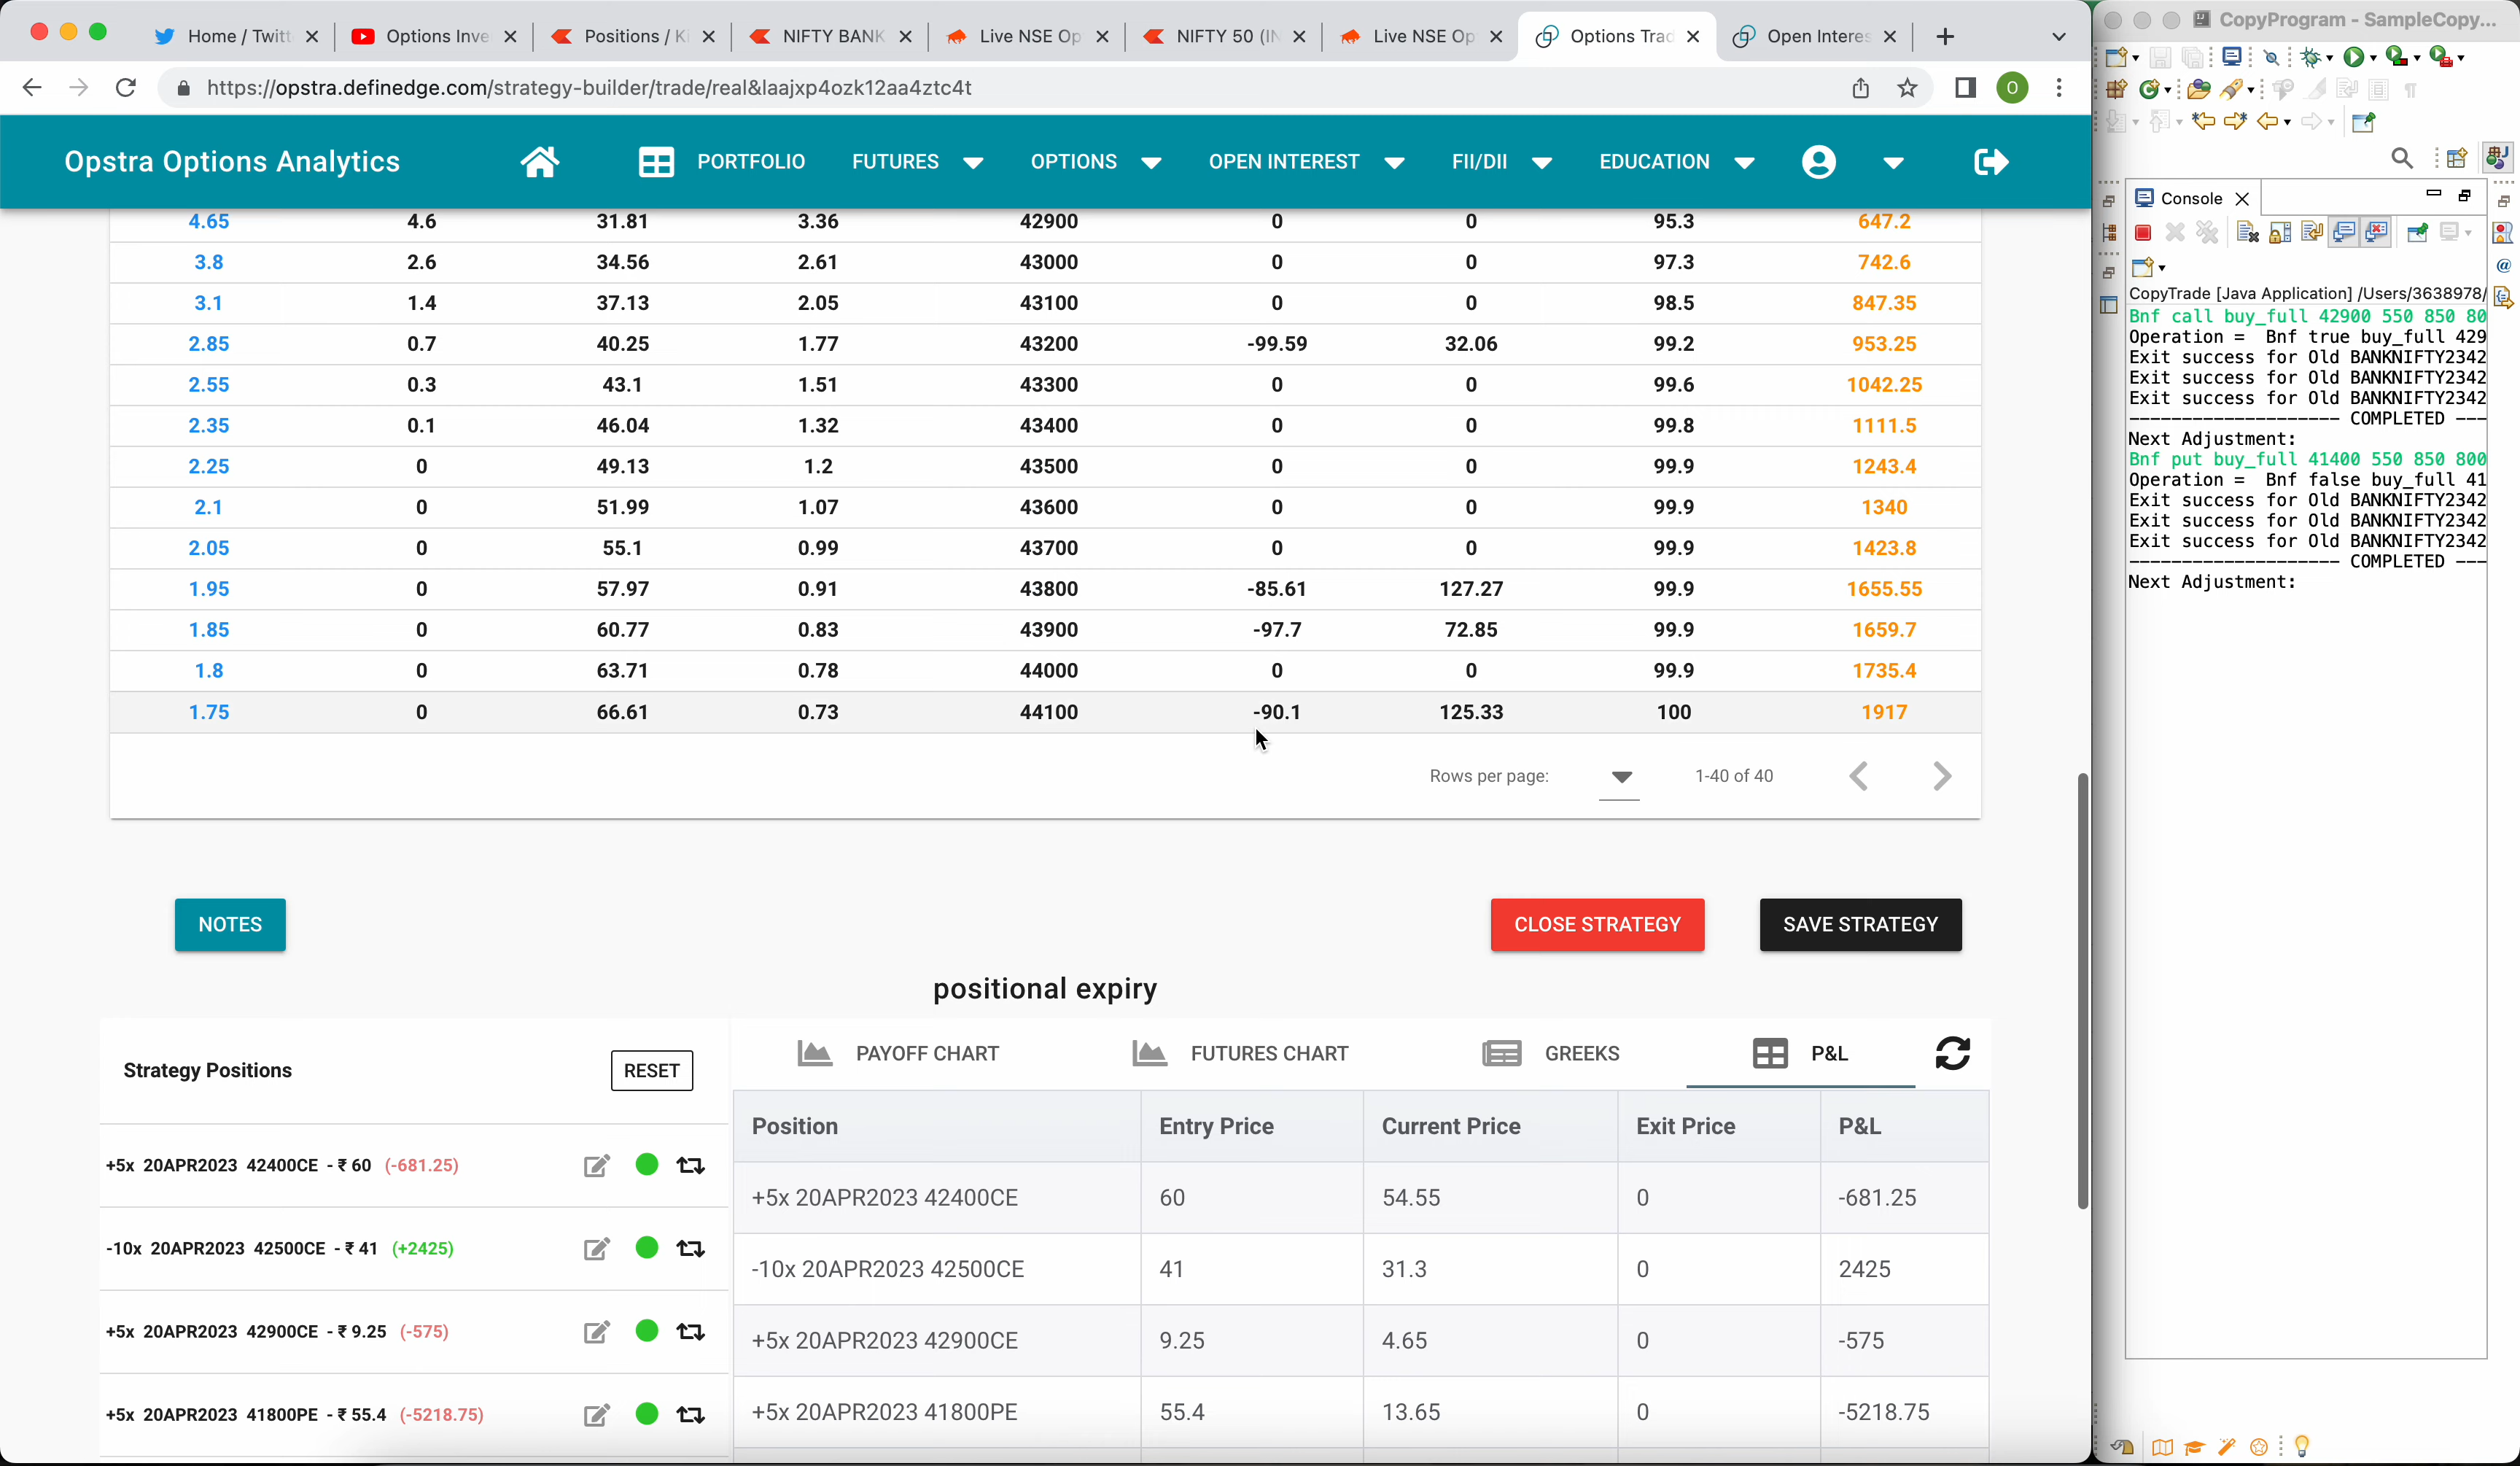 Home / Twitt
Options Inve
Positions / Ki
NIFTY BANK
Live NSE Op
NIFTY 50 (IN
Live NSE Op
Options Trad
Open Interes
https://opstra.definedge.com/strategy-builder/trade/real&laajxp4ozk12aa4ztc4t
O
Opstra Options Analytics
PORTFOLIO
FUTURES
OPTIONS
OPEN INTEREST
FII/DII
EDUCATION
4.65 4.6 31.81 3.36 42900 0 0 95.3 647.2
3.8 2.6 34.56 2.61 43000 0 0 97.3 742.6
3.1 1.4 37.13 2.05 43100 0 0 98.5 847.35
2.85 0.7 40.25 1.77 43200 -99.59 32.06 99.2 953.25
2.55 0.3 43.1 1.51 43300 0 0 99.6 1042.25
2.35 0.1 46.04 1.32 43400 0 0 99.8 1111.5
2.25 0 49.13 1.2 43500 0 0 99.9 1243.4
2.1 0 51.99 1.07 43600 0 0 99.9 1340
2.05 0 55.1 0.99 43700 0 0 99.9 1423.8
1.95 0 57.97 0.91 43800 -85.61 127.27 99.9 1655.55
1.85 0 60.77 0.83 43900 -97.7 72.85 99.9 1659.7
1.8 0 63.71 0.78 44000 0 0 99.9 1735.4
1.75 0 66.61 0.73 44100 -90.1 125.33 100 1917
Rows per page:
1-40 of 40
NOTES
CLOSE STRATEGY
SAVE STRATEGY
positional expiry
Strategy Positions
RESET
+5x 20APR2023 42400CE - ₹ 60 (-681.25)
-10x 20APR2023 42500CE - ₹ 41 (+2425)
+5x 20APR2023 42900CE - ₹ 9.25 (-575)
+5x 20APR2023 41800PE - ₹ 55.4 (-5218.75)
PAYOFF CHART
FUTURES CHART
GREEKS
P&L
Position Entry Price Current Price Exit Price P&L
+5x 20APR2023 42400CE 60 54.55 0 -681.25
-10x 20APR2023 42500CE 41 31.3 0 2425
+5x 20APR2023 42900CE 9.25 4.65 0 -575
+5x 20APR2023 41800PE 55.4 13.65 0 -5218.75
CopyProgram - SampleCopy...
Console
CopyTrade [Java Application] /Users/3638978/
Bnf call buy_full 42900 550 850 80
Operation =  Bnf true buy_full 429
Exit success for Old BANKNIFTY2342
Exit success for Old BANKNIFTY2342
Exit success for Old BANKNIFTY2342
-------------------- COMPLETED ---
Next Adjustment:
Bnf put buy_full 41400 550 850 800
Operation =  Bnf false buy_full 41
Exit success for Old BANKNIFTY2342
Exit success for Old BANKNIFTY2342
Exit success for Old BANKNIFTY2342
-------------------- COMPLETED ---
Next Adjustment: